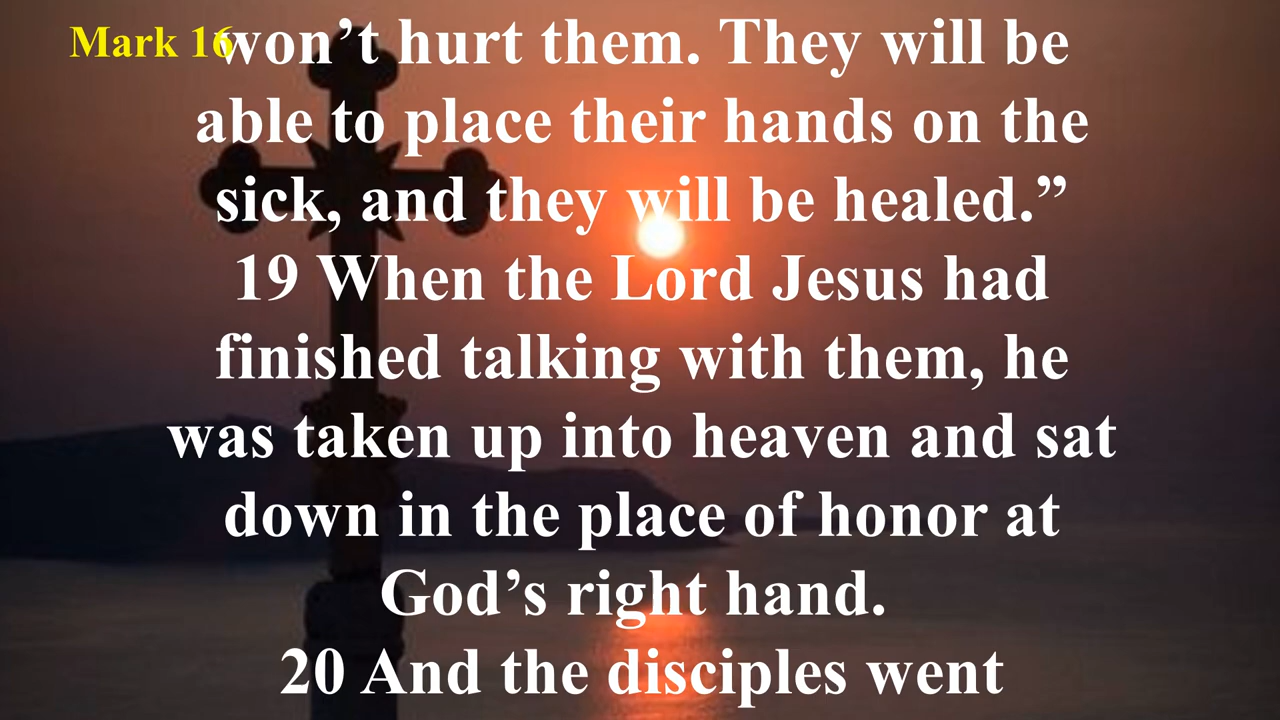 Mark 16
won’t hurt them. They will be
able to place their hands on the
sick, and they will be healed.”
19 When the Lord Jesus had
finished talking with them, he
was taken up into heaven and sat
down in the place of honor at
God’s right hand.
20 And the disciples went